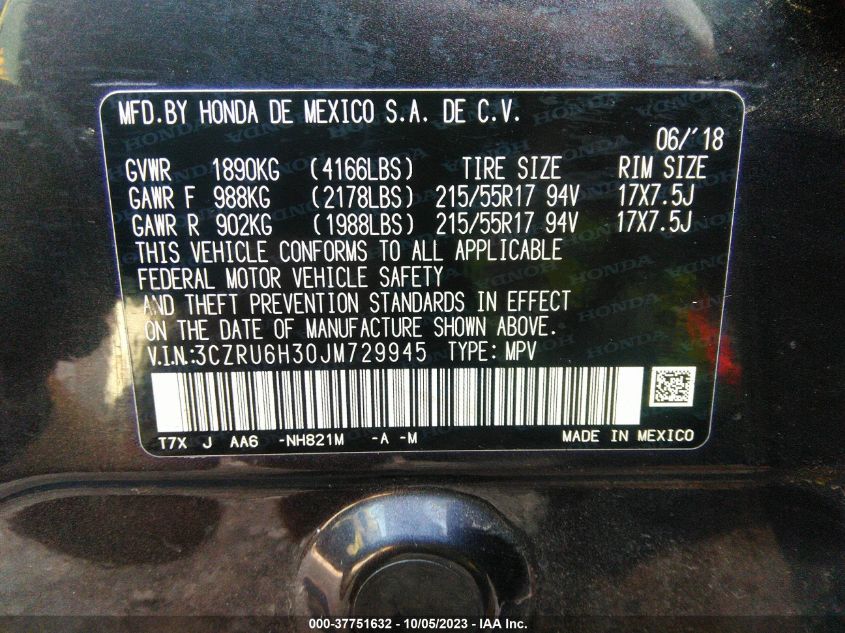 MFD.BY HONDA DE MEXICO S.A. DE C.V.
06/'18
GVWR 1890KG (4166LBS) TIRE SIZE RIM SIZE
GAWR F 988KG (2178LBS) 215/55R17 94V 17X7.5J
GAWR R 902KG (1988LBS) 215/55R17 94V 17X7.5J
THIS VEHICLE CONFORMS TO ALL APPLICABLE
FEDERAL MOTOR VEHICLE SAFETY
AND THEFT PREVENTION STANDARDS IN EFFECT
ON THE DATE OF MANUFACTURE SHOWN ABOVE.
V.I.N.:3CZRU6H30JM729945 TYPE: MPV
T7X J AA6 -NH821M -A -M MADE IN MEXICO
000-37751632 - 10/05/2023 - IAA Inc.